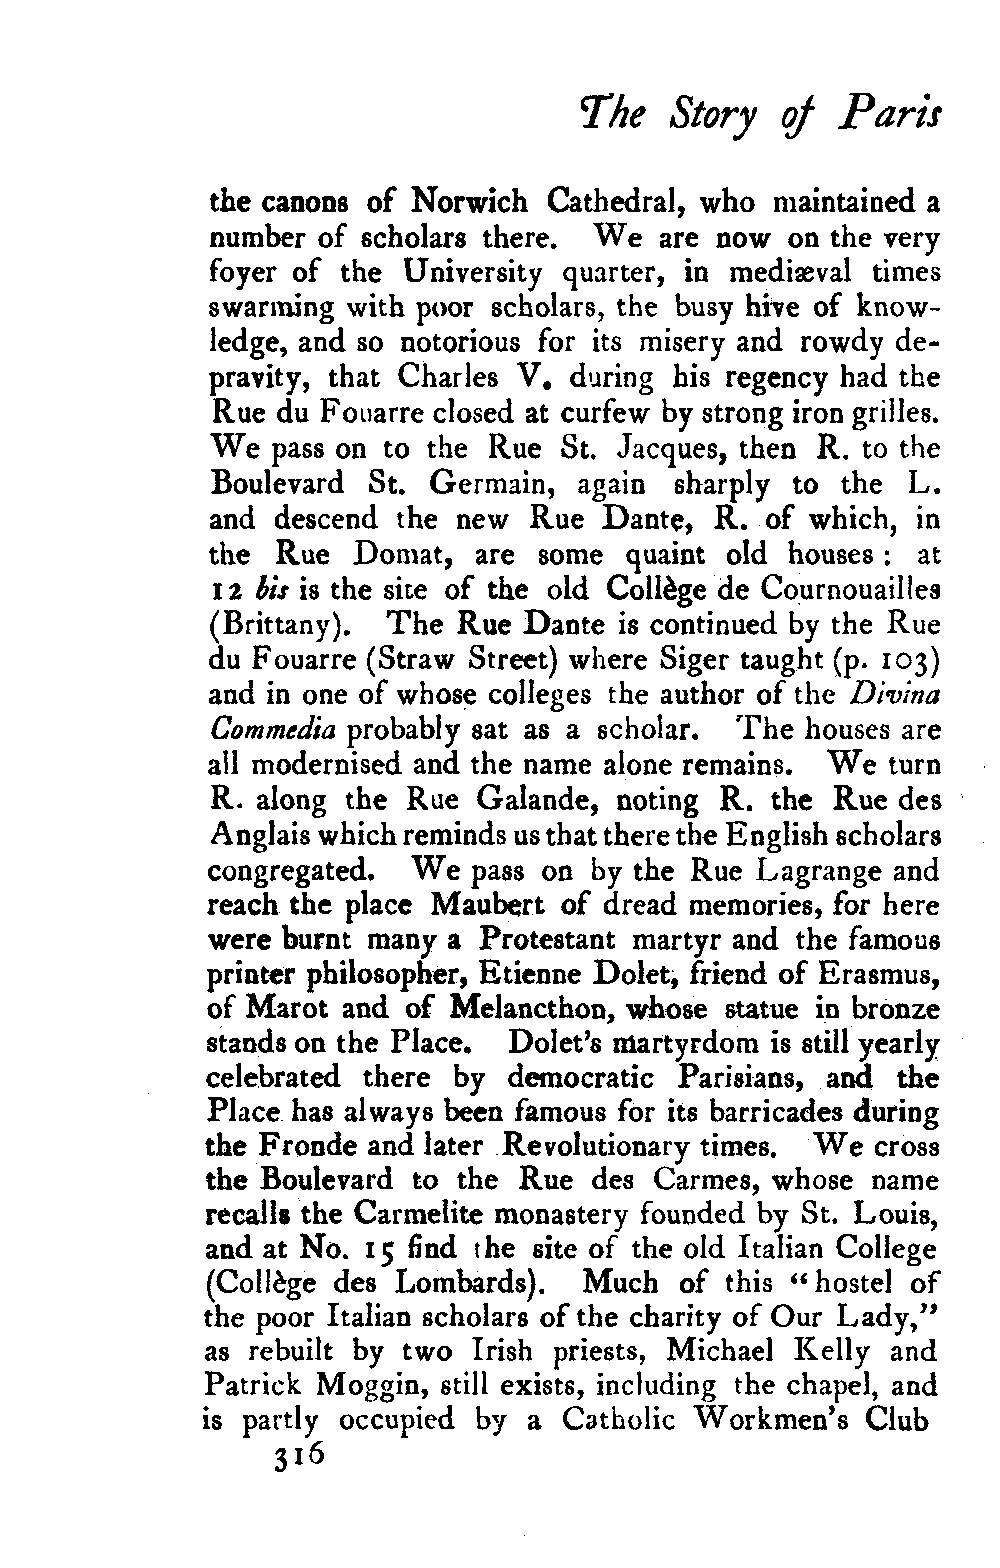 The Story of Paris
the canons of Norwich Cathedral, who maintained a
number of scholars there. We are now on the very
foyer of the University quarter, in mediæval times
swarming with poor scholars, the busy hive of know-
ledge, and so notorious for its misery and rowdy de-
pravity, that Charles V. during his regency had the
Rue du Fouarre closed at curfew by strong iron grilles.
We pass on to the Rue St. Jacques, then R. to the
Boulevard St. Germain, again sharply to the L.
and descend the new Rue Dante, R. of which, in
the Rue Domat, are some quaint old houses : at
12 bis is the site of the old Collège de Cournouailles
(Brittany). The Rue Dante is continued by the Rue
du Fouarre (Straw Street) where Siger taught (p. 103)
and in one of whose colleges the author of the Divina
Commedia probably sat as a scholar. The houses are
all modernised and the name alone remains. We turn
R. along the Rue Galande, noting R. the Rue des
Anglais which reminds us that there the English scholars
congregated. We pass on by the Rue Lagrange and
reach the place Maubert of dread memories, for here
were burnt many a Protestant martyr and the famous
printer philosopher, Etienne Dolet, friend of Erasmus,
of Marot and of Melancthon, whose statue in bronze
stands on the Place. Dolet's martyrdom is still yearly
celebrated there by democratic Parisians, and the
Place has always been famous for its barricades during
the Fronde and later Revolutionary times. We cross
the Boulevard to the Rue des Carmes, whose name
recalls the Carmelite monastery founded by St. Louis,
and at No. 15 find the site of the old Italian College
(Collège des Lombards). Much of this "hostel of
the poor Italian scholars of the charity of Our Lady,"
as rebuilt by two Irish priests, Michael Kelly and
Patrick Moggin, still exists, including the chapel, and
is partly occupied by a Catholic Workmen's Club
316